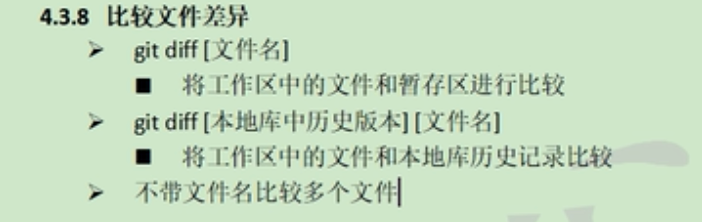 4.3.8 比较文件差异
➢ git diff [文件名]
■ 将工作区中的文件和暂存区进行比较
➢ git diff [本地库中历史版本] [文件名]
■ 将工作区中的文件和本地库历史记录比较
➢ 不带文件名比较多个文件